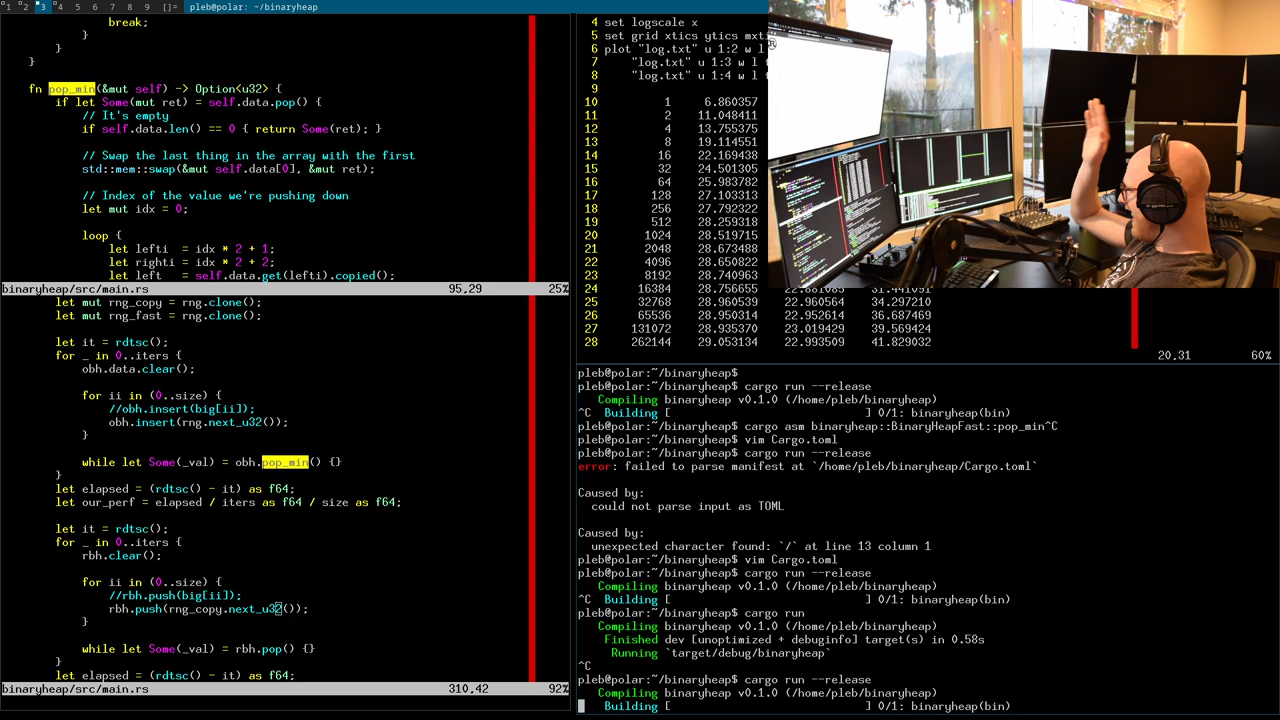 1 2 3 4 5 6 7 8 9 []= pleb@polar: ~/binaryheap
break;
}
}
}
fn pop_min(&mut self) -> Option<u32> {
if let Some(mut ret) = self.data.pop() {
// It's empty
if self.data.len() == 0 { return Some(ret); }
// Swap the last thing in the array with the first
std::mem::swap(&mut self.data[0], &mut ret);
// Index of the value we're pushing down
let mut idx = 0;
loop {
let lefti = idx * 2 + 1;
let righti = idx * 2 + 2;
let left = self.data.get(lefti).copied();
binaryheap/src/main.rs 95,29 25%
let mut rng_copy = rng.clone();
let mut rng_fast = rng.clone();
let it = rdtsc();
for _ in 0..iters {
obh.data.clear();
for ii in (0..size) {
//obh.insert(big[ii]);
obh.insert(rng.next_u32());
}
while let Some(_val) = obh.pop_min() {}
}
let elapsed = (rdtsc() - it) as f64;
let our_perf = elapsed / iters as f64 / size as f64;
let it = rdtsc();
for _ in 0..iters {
rbh.clear();
for ii in (0..size) {
//rbh.push(big[ii]);
rbh.push(rng_copy.next_u32());
}
while let Some(_val) = rbh.pop() {}
}
let elapsed = (rdtsc() - it) as f64;
binaryheap/src/main.rs 310,42 92%
4 set logscale x
5 set grid xtics ytics mxti
6 plot "log.txt" u 1:2 w l
7 "log.txt" u 1:3 w l
8 "log.txt" u 1:4 w l
9
10 1 6.860357
11 2 11.048411
12 4 13.755375
13 8 19.114551
14 16 22.169438
15 32 24.501305
16 64 25.983782
17 128 27.103313
18 256 27.792322
19 512 28.259318
20 1024 28.519715
21 2048 28.673488
22 4096 28.650822
23 8192 28.740963
24 16384 28.756655
25 32768 28.960539 22.960564 34.297210
26 65536 28.950314 22.952614 36.687469
27 131072 28.935370 23.019429 39.569424
28 262144 29.053134 22.993509 41.829032
20,31 60%
pleb@polar:~/binaryheap$
pleb@polar:~/binaryheap$ cargo run --release
Compiling binaryheap v0.1.0 (/home/pleb/binaryheap)
^C Building [ ] 0/1: binaryheap(bin)
pleb@polar:~/binaryheap$ cargo asm binaryheap::BinaryHeapFast::pop_min^C
pleb@polar:~/binaryheap$ vim Cargo.toml
pleb@polar:~/binaryheap$ cargo run --release
error: failed to parse manifest at `/home/pleb/binaryheap/Cargo.toml`
Caused by:
could not parse input as TOML
Caused by:
unexpected character found: `/` at line 13 column 1
pleb@polar:~/binaryheap$ vim Cargo.toml
pleb@polar:~/binaryheap$ cargo run --release
Compiling binaryheap v0.1.0 (/home/pleb/binaryheap)
^C Building [ ] 0/1: binaryheap(bin)
pleb@polar:~/binaryheap$ cargo run
Compiling binaryheap v0.1.0 (/home/pleb/binaryheap)
Finished dev [unoptimized + debuginfo] target(s) in 0.58s
Running `target/debug/binaryheap`
^C
pleb@polar:~/binaryheap$ cargo run --release
Compiling binaryheap v0.1.0 (/home/pleb/binaryheap)
Building [ ] 0/1: binaryheap(bin)